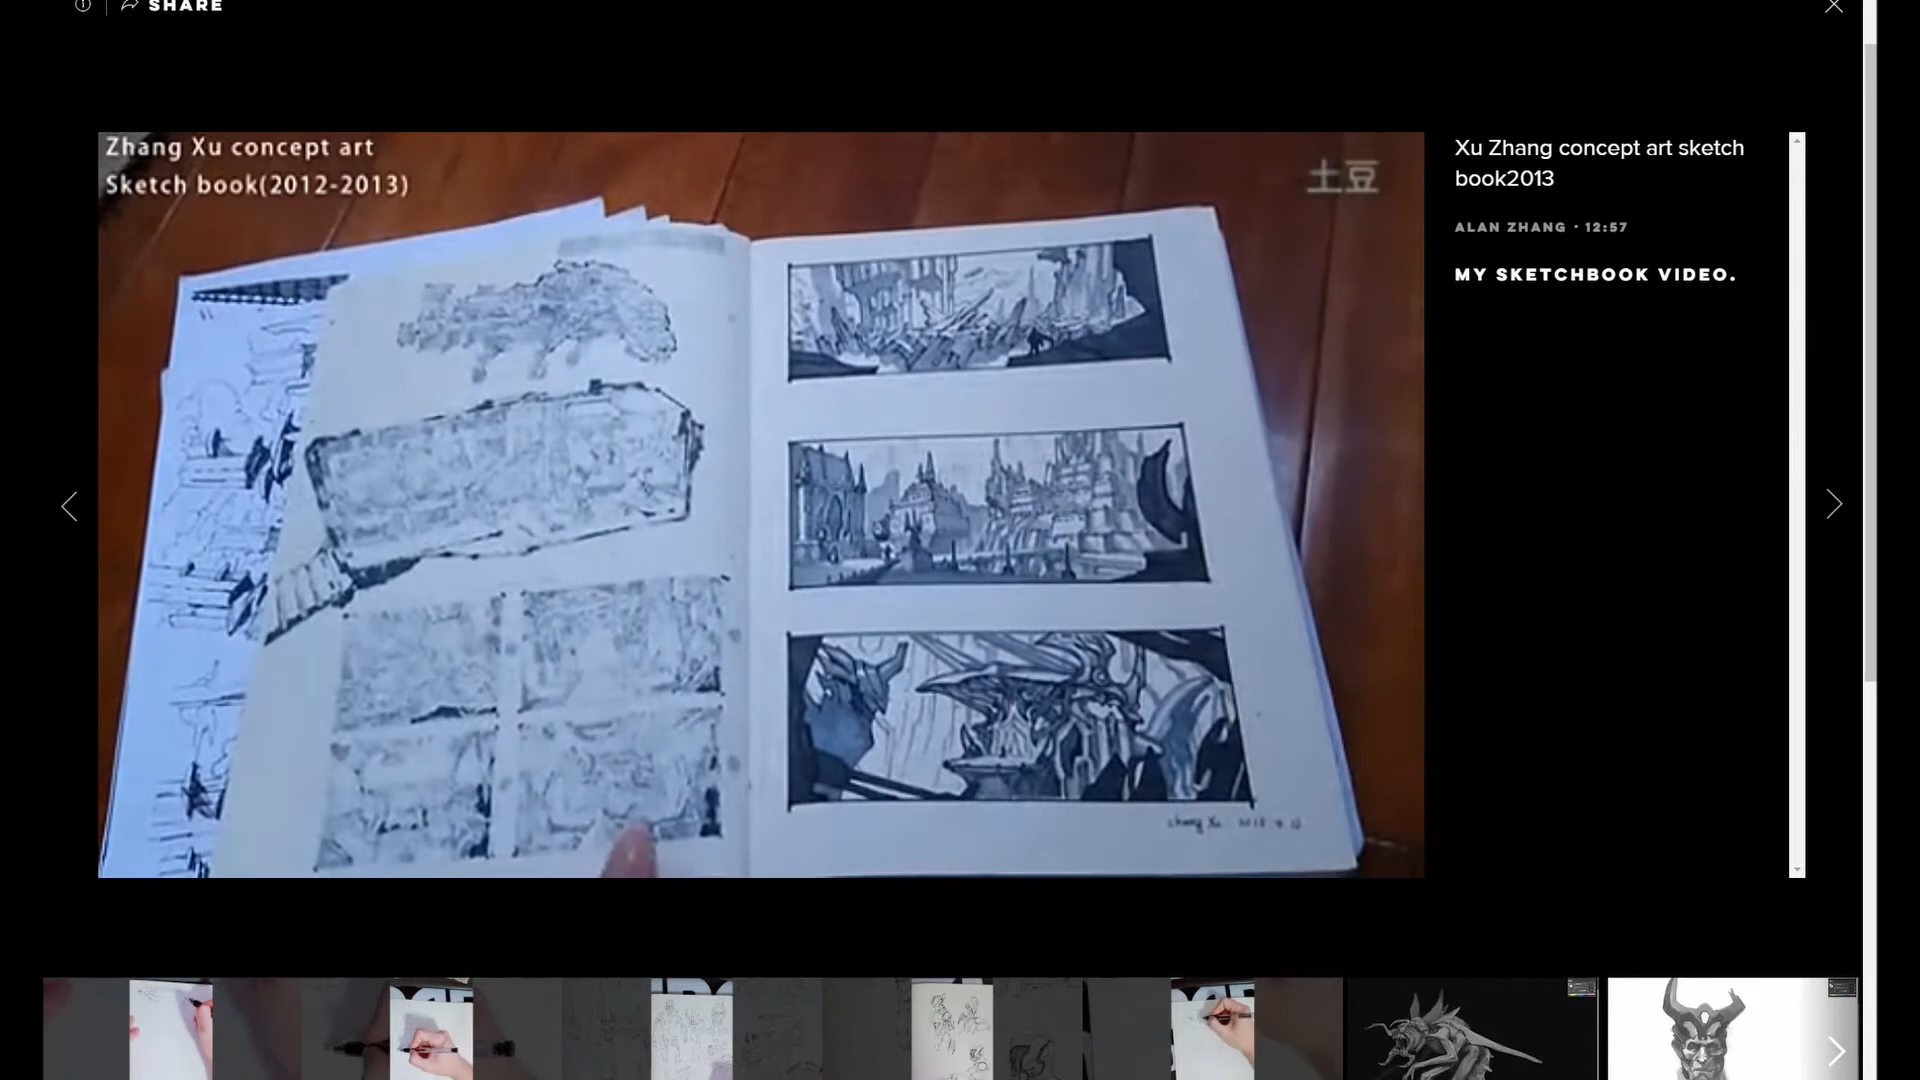 SHARE
Zhang Xu concept art
Sketch book(2012-2013)
土豆
Xu Zhang concept art sketch
book2013
ALAN ZHANG · 12:57
MY SKETCHBOOK VIDEO.